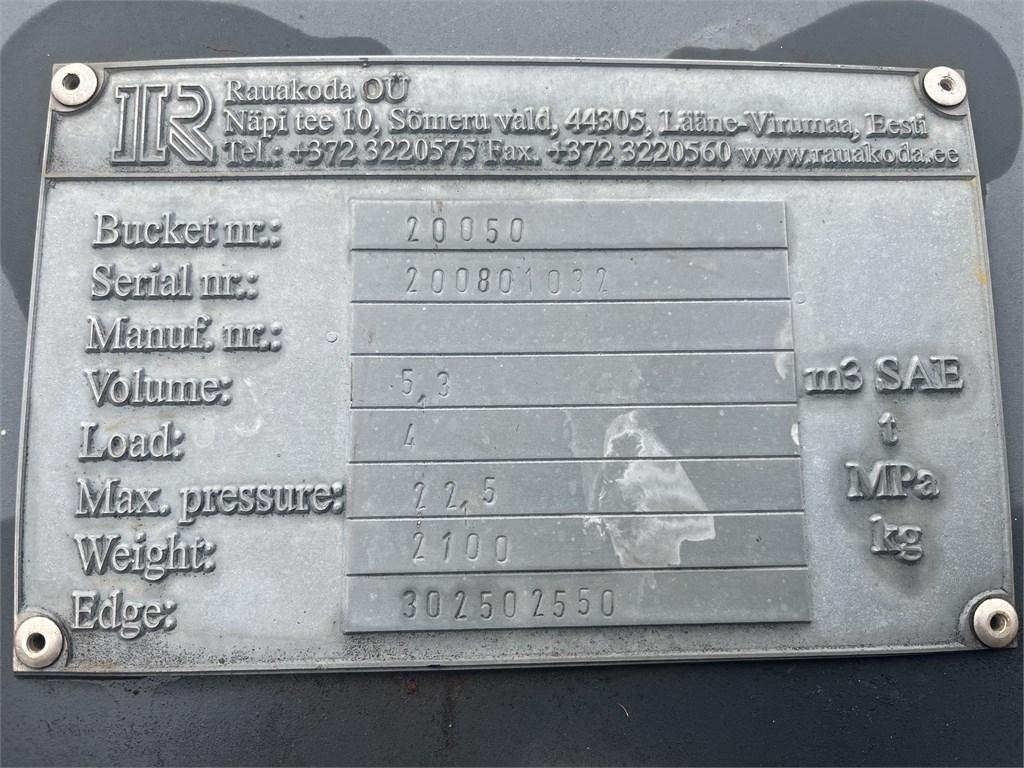 IR Rauakoda OÜ
Näpi tee 10, Sõmeru vald, 44305, Lääne-Virumaa, Eesti
Tel.: +372 3220575 Fax. +372 3220560 www.rauakoda.ee
Bucket nr.: 20050
Serial nr.: 200801032
Manuf. nr.:
Volume: 5,3 m3 SAE
Load: 4 t
Max. pressure: 22,5 MPa
Weight: 2100 kg
Edge: 302502550